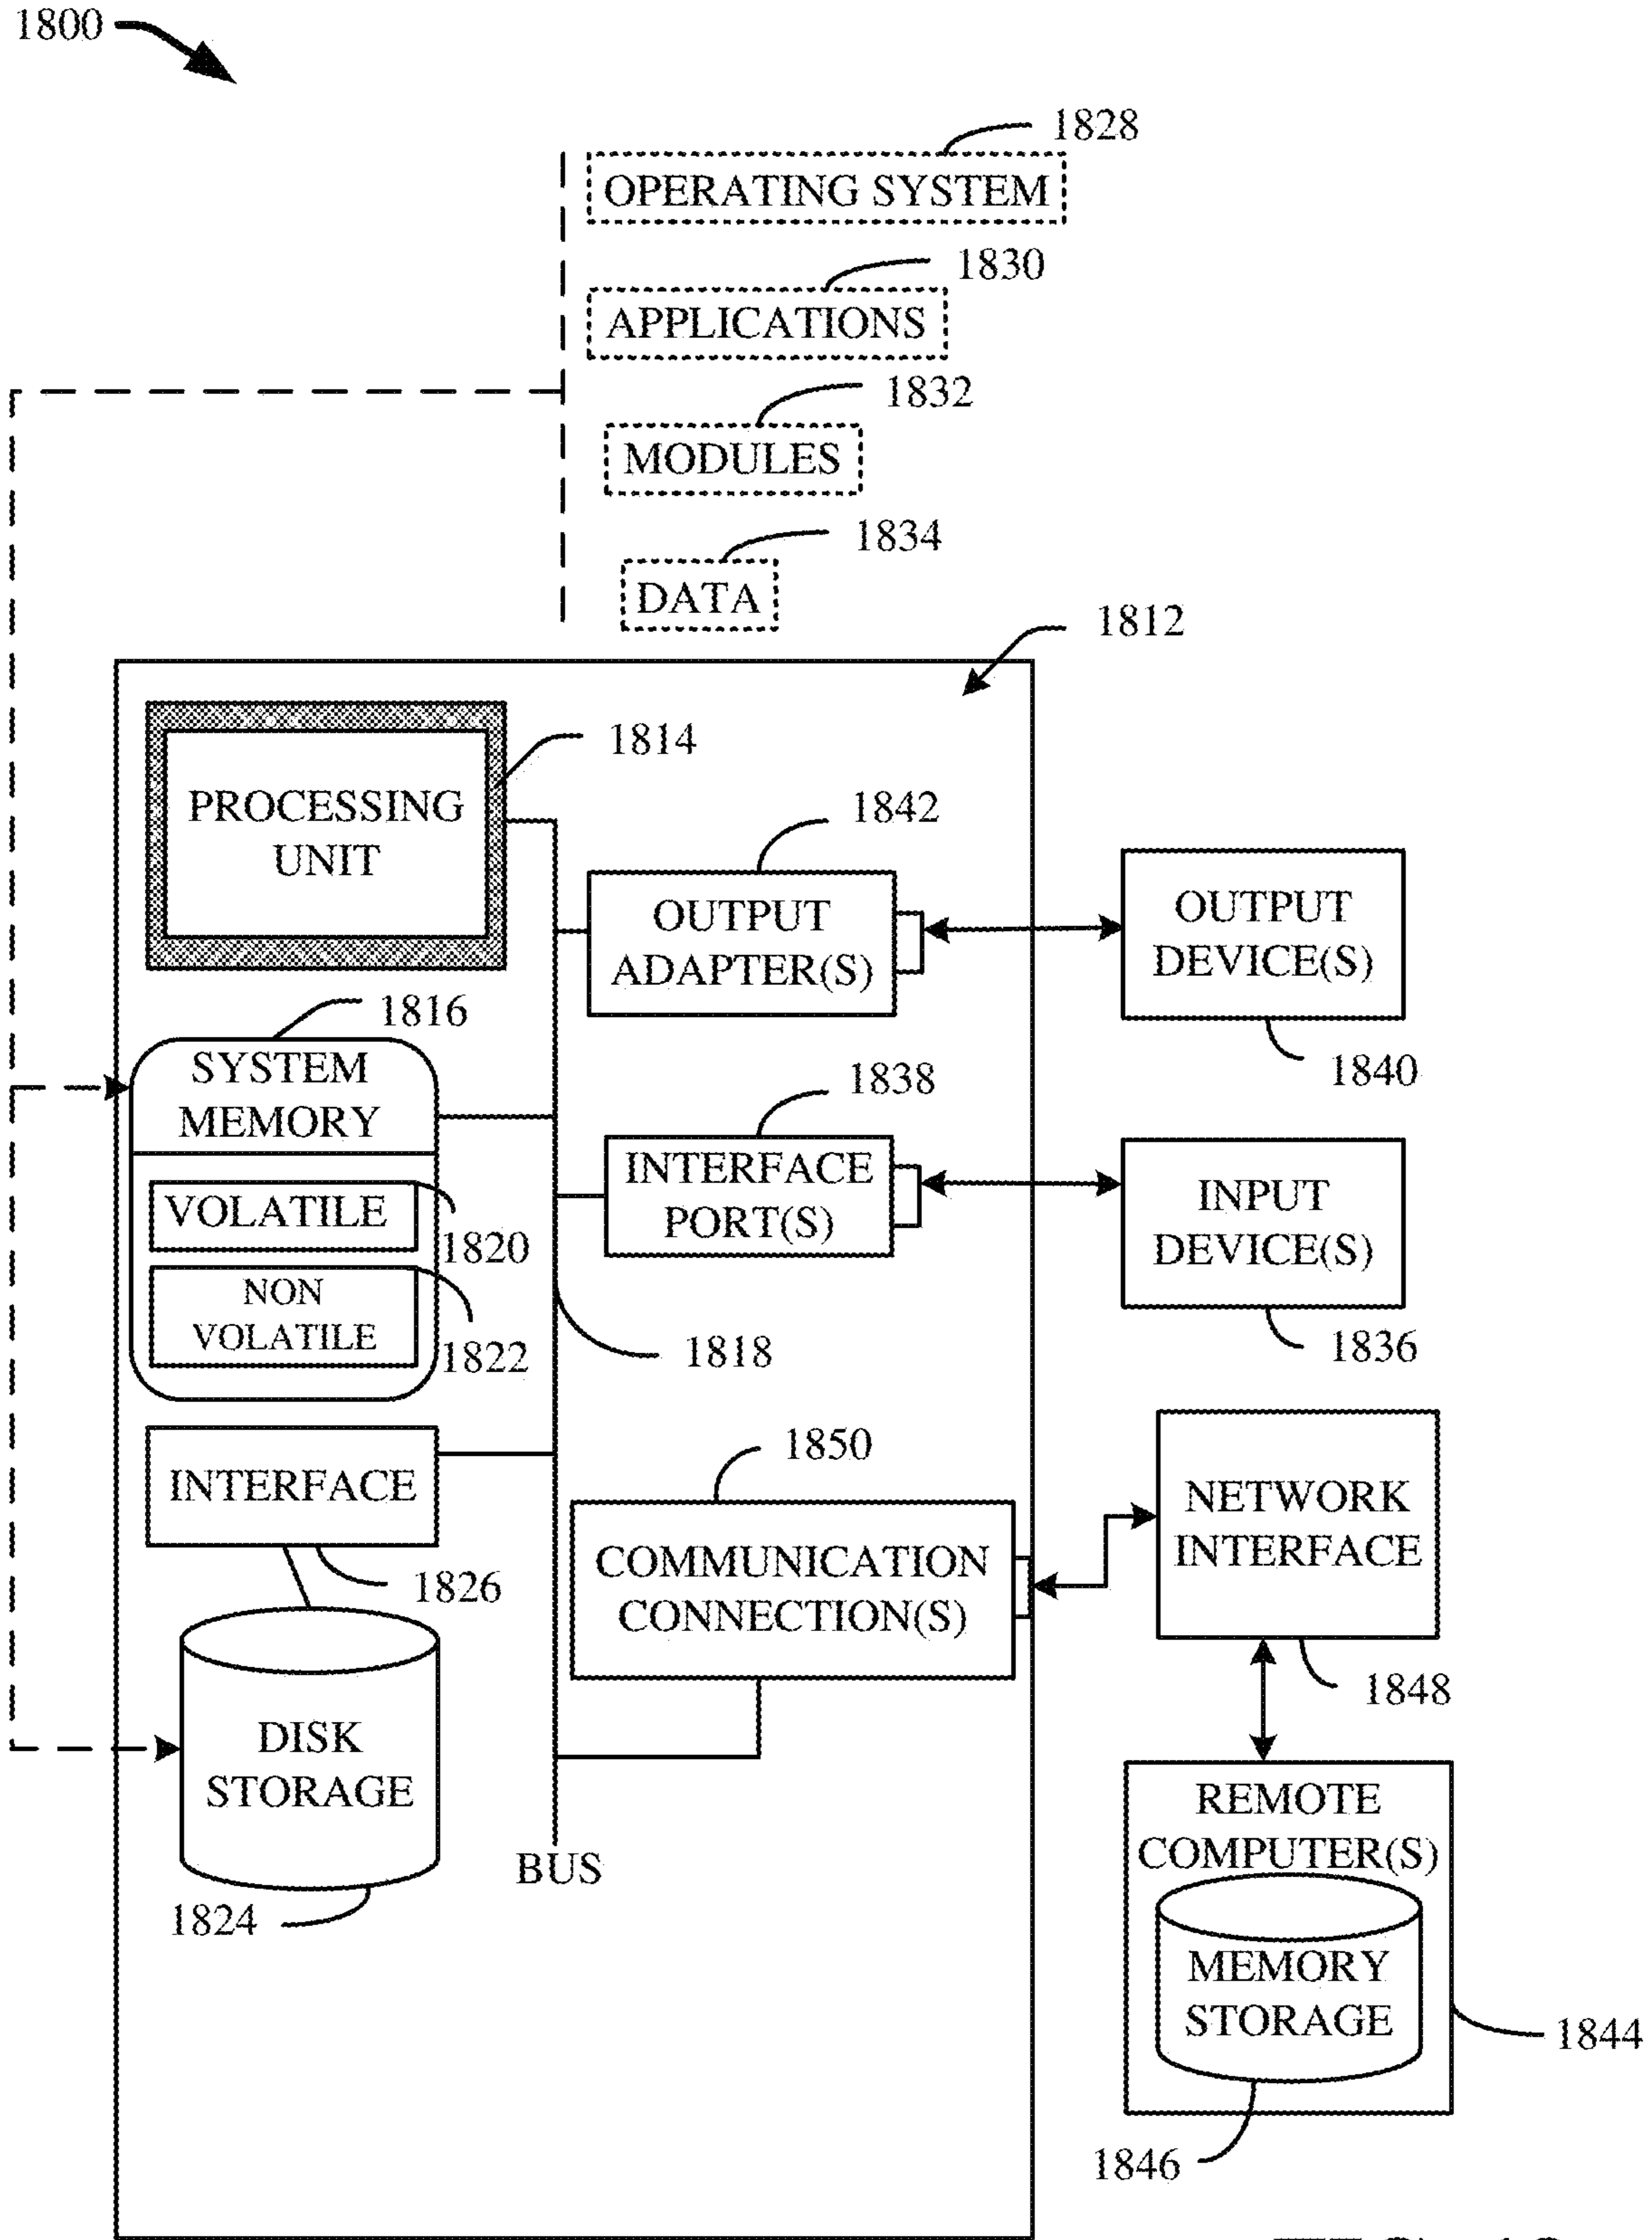 1800
1828
OPERATING SYSTEM
1830
APPLICATIONS
1832
MODULES
1834
DATA
1812
1814
PROCESSING
UNIT
1842
OUTPUT
ADAPTER(S)
OUTPUT
DEVICE(S)
1840
1816
SYSTEM
MEMORY
VOLATILE
1820
NON
VOLATILE
1822
1838
INTERFACE
PORT(S)
INPUT
DEVICE(S)
1836
1818
INTERFACE
1826
1850
COMMUNICATION
CONNECTION(S)
NETWORK
INTERFACE
1848
DISK
STORAGE
1824
BUS
REMOTE
COMPUTER(S)
MEMORY
STORAGE
1844
1846